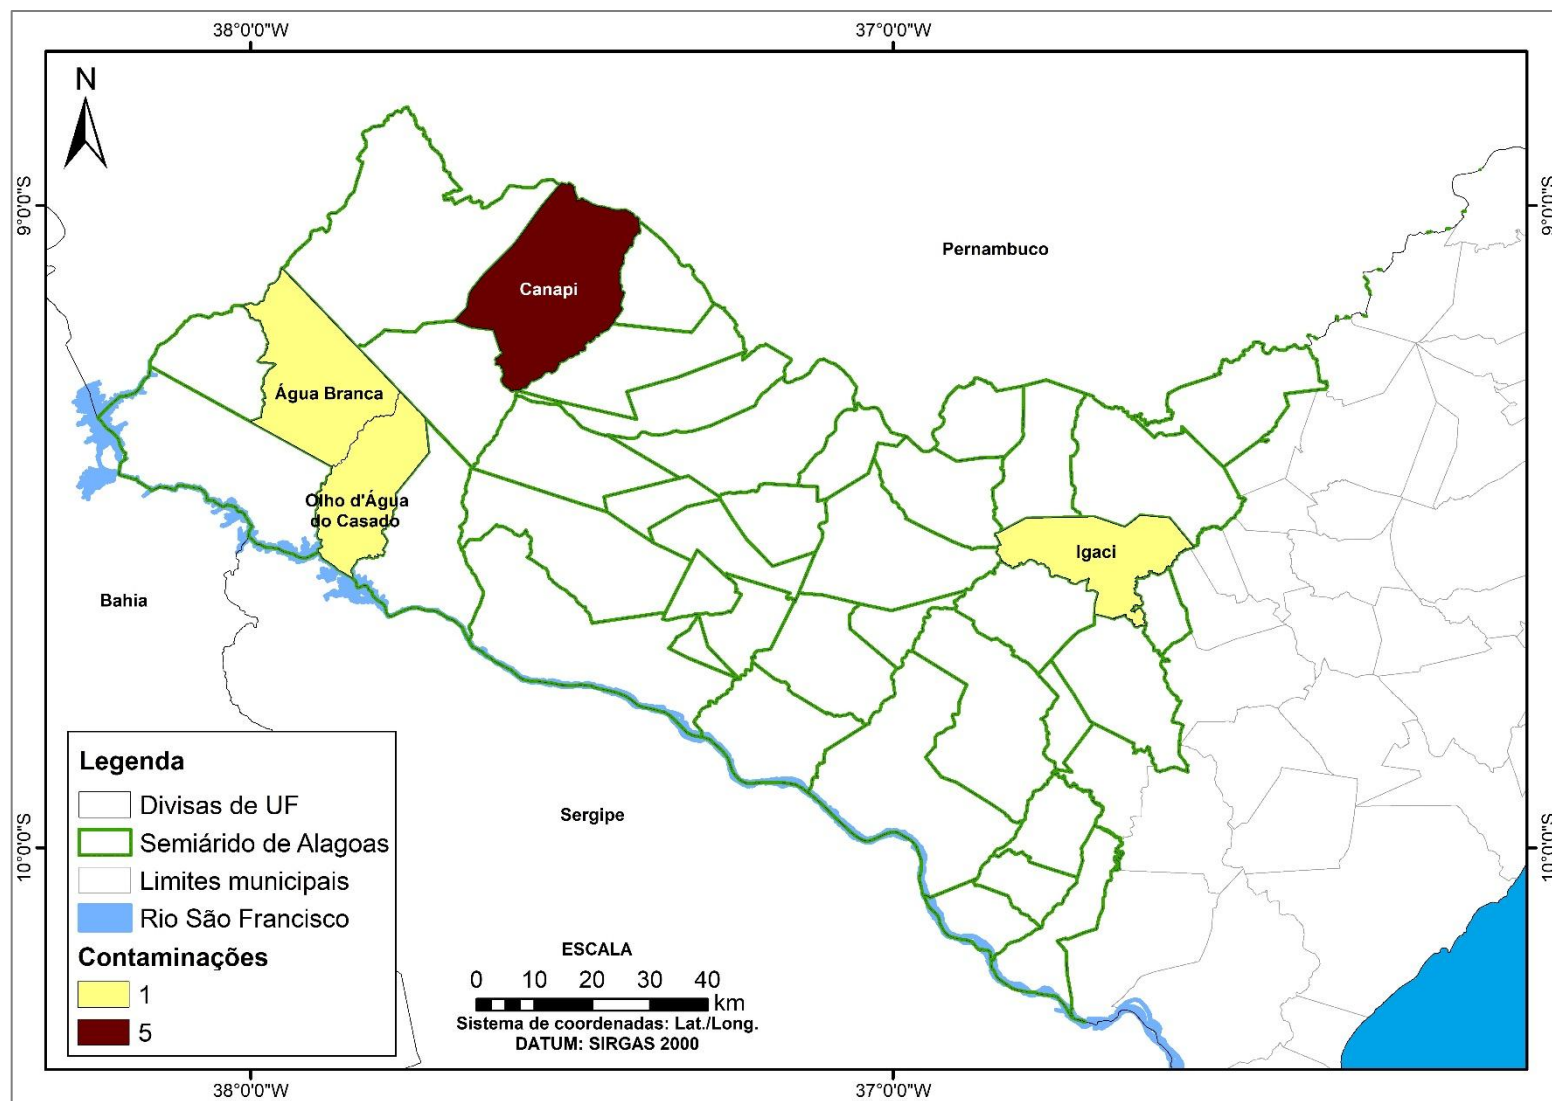 38°0'0"W
37°0'0"W
N
9°0'0"S
9°0'0"S
Pernambuco
Canapi
Água Branca
Olho d'Água
do Casado
Igaci
Bahia
Sergipe
10°0'0"S
10°0'0"S
Legenda
Divisas de UF
Semiárido de Alagoas
Limites municipais
Rio São Francisco
Contaminações
1
5
ESCALA
0 10 20 30 40
km
Sistema de coordenadas: Lat./Long.
DATUM: SIRGAS 2000
38°0'0"W
37°0'0"W